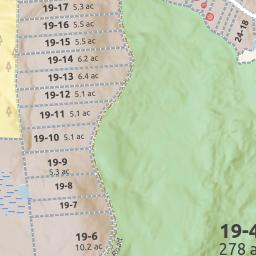 19-17 5.3 ac
19-16 5.5 ac
19-15 5.5 ac
19-14 6.2 ac
19-13 6.4 ac
19-12 5.1 ac
19-11 5.1 ac
19-10 5.1 ac
19-9
5.3 ac
19-8
19-7
19-6
10.2 ac
24-18
19-4
278 a